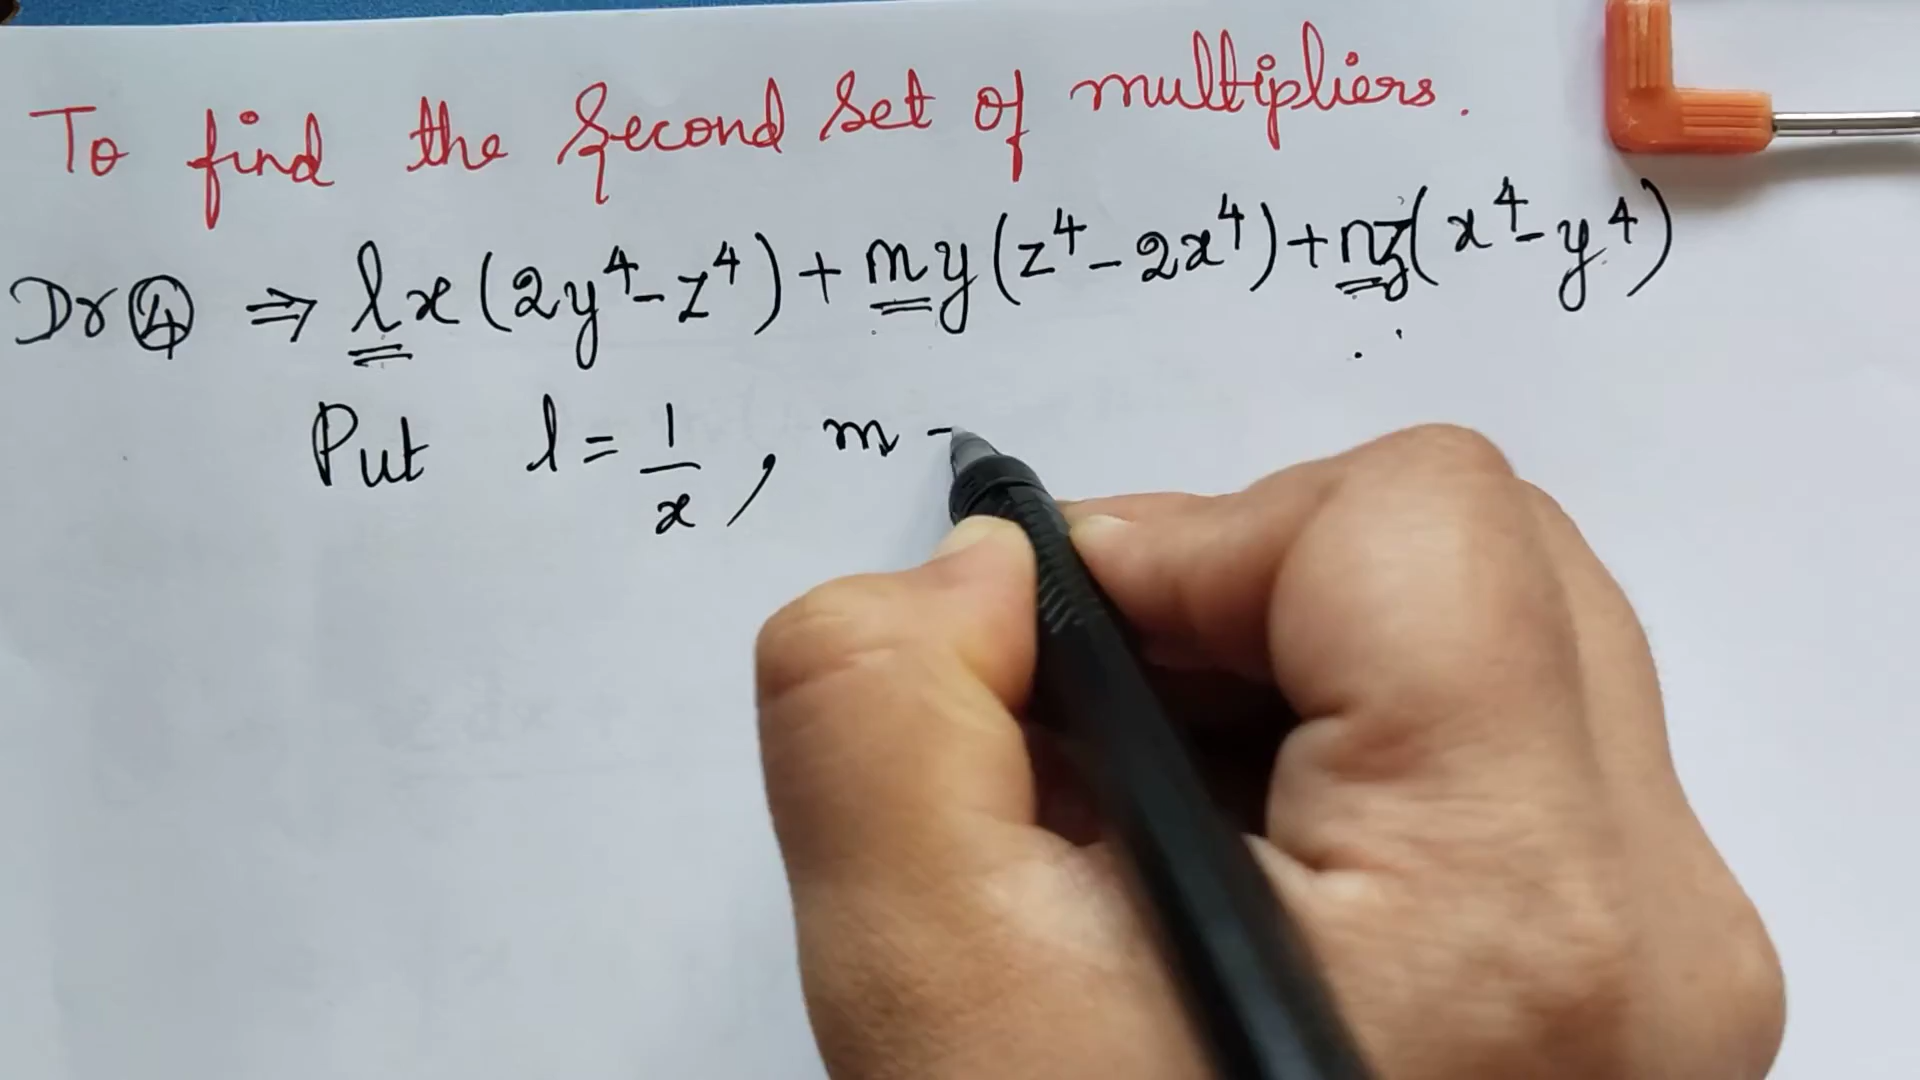 To find the Second Set of multipliers.
Dr ④ ⇒ lx(2y⁴-z⁴)+my(z⁴-2x⁴)+nz(x⁴-y⁴)
Put l = 1/x, m -